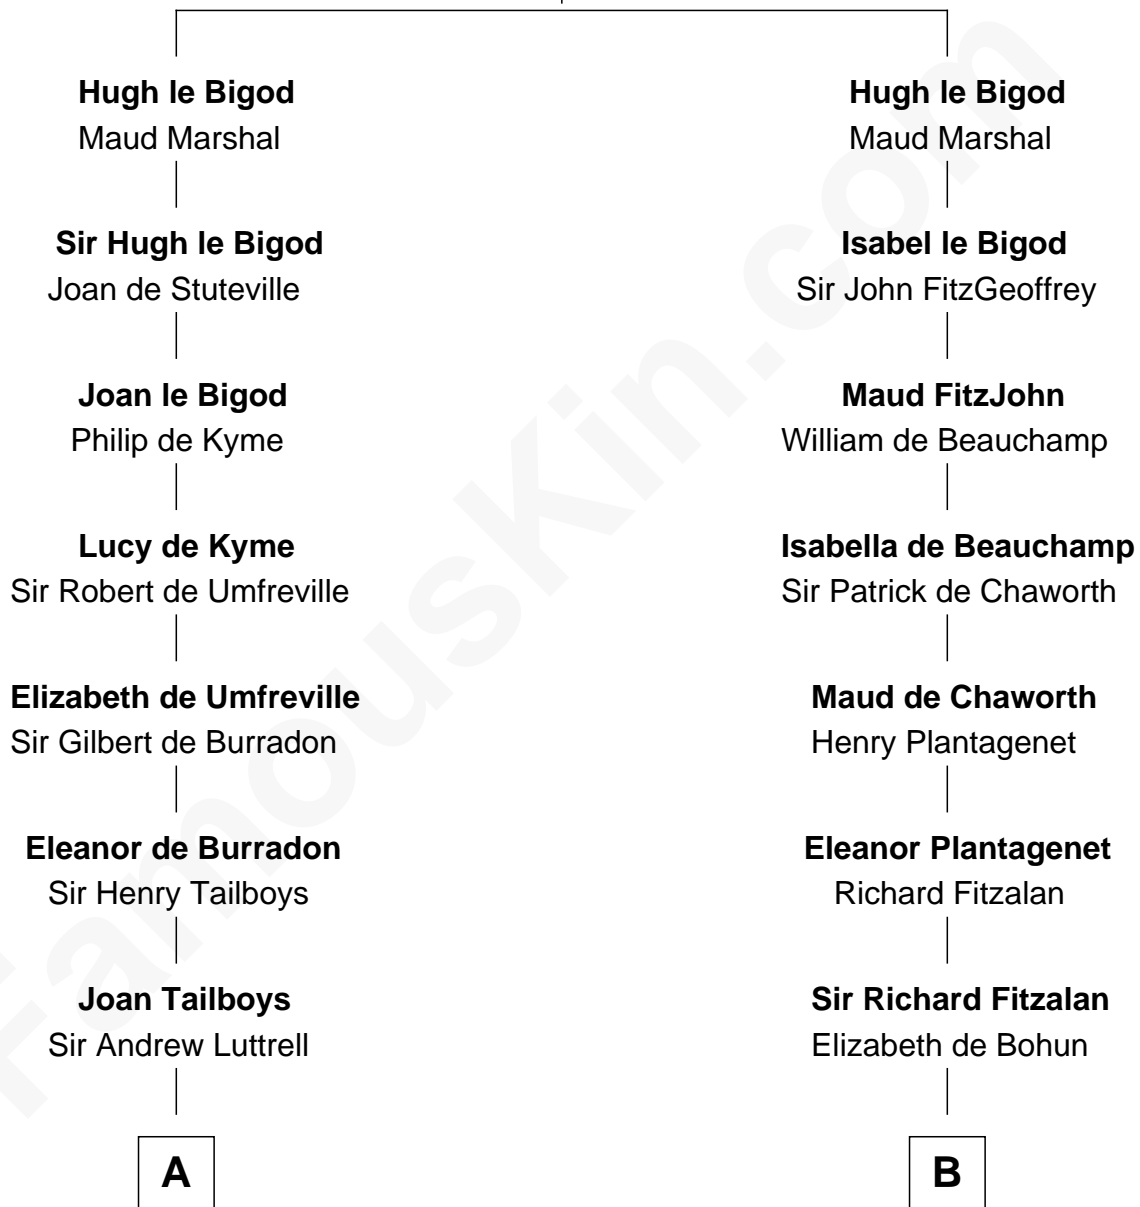 Hugh le Bigod
Maud Marshal
Sir Hugh le Bigod
Joan de Stuteville
Joan le Bigod
Philip de Kyme
Lucy de Kyme
Sir Robert de Umfreville
Elizabeth de Umfreville
Sir Gilbert de Burradon
Eleanor de Burradon
Sir Henry Tailboys
Joan Tailboys
Sir Andrew Luttrell
A
Hugh le Bigod
Maud Marshal
Isabel le Bigod
Sir John FitzGeoffrey
Maud FitzJohn
William de Beauchamp
Isabella de Beauchamp
Sir Patrick de Chaworth
Maud de Chaworth
Henry Plantagenet
Eleanor Plantagenet
Richard Fitzalan
Sir Richard Fitzalan
Elizabeth de Bohun
B
FamousKin.com